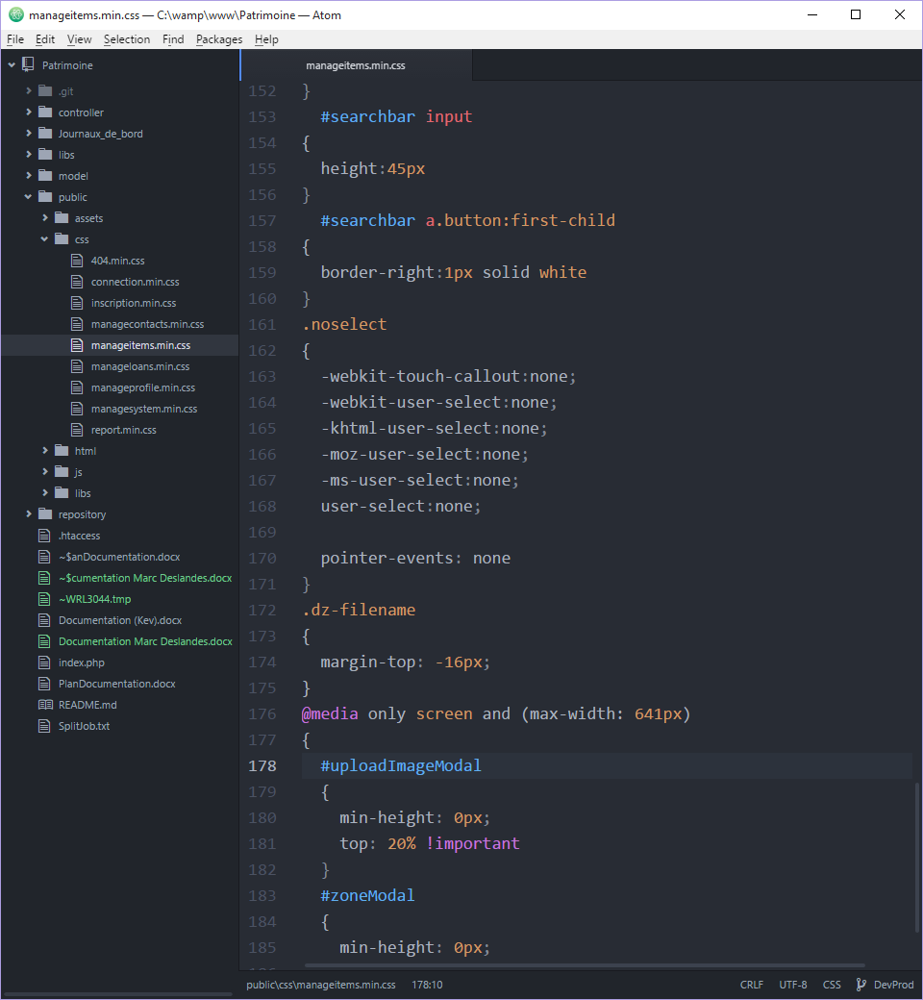 manageitems.min.css — C:\wamp\www\Patrimoine — Atom
File Edit View Selection Find Packages Help
Patrimoine
.git
controller
Journaux_de_bord
libs
model
public
assets
css
404.min.css
connection.min.css
inscription.min.css
managecontacts.min.css
manageitems.min.css
manageloans.min.css
manageprofile.min.css
managesystem.min.css
report.min.css
html
js
libs
repository
.htaccess
~$anDocumentation.docx
~$cumentation Marc Deslandes.docx
~WRL3044.tmp
Documentation (Kev).docx
Documentation Marc Deslandes.docx
index.php
PlanDocumentation.docx
README.md
SplitJob.txt
manageitems.min.css
152 }
153 #searchbar input
154 {
155 height:45px
156 }
157 #searchbar a.button:first-child
158 {
159 border-right:1px solid white
160 }
161 .noselect
162 {
163 -webkit-touch-callout:none;
164 -webkit-user-select:none;
165 -khtml-user-select:none;
166 -moz-user-select:none;
167 -ms-user-select:none;
168 user-select:none;
169
170 pointer-events: none
171 }
172 .dz-filename
173 {
174 margin-top: -16px;
175 }
176 @media only screen and (max-width: 641px)
177 {
178 #uploadImageModal
179 {
180 min-height: 0px;
181 top: 20% !important
182 }
183 #zoneModal
184 {
185 min-height: 0px;
public\css\manageitems.min.css 178:10 CRLF UTF-8 CSS DevProd